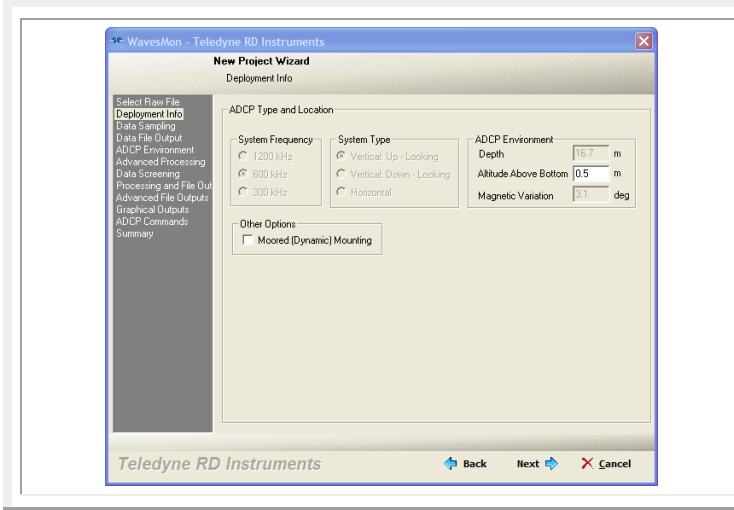 WavesMon - Teledyne RD Instruments
New Project Wizard
Deployment Info
Select Raw File
Deployment Info
Data Sampling
Data File Output
ADCP Environment
Advanced Processing
Data Screening
Processing and File Out
Advanced File Outputs
Graphical Outputs
ADCP Commands
Summary
ADCP Type and Location
System Frequency
1200 kHz
600 kHz
300 kHz
System Type
Vertical: Up - Looking
Vertical: Down - Looking
Horizontal
ADCP Environment
Depth 16.7 m
Altitude Above Bottom 0.5 m
Magnetic Variation 3.1 deg
Other Options
Moored (Dynamic) Mounting
Teledyne RD Instruments
Back Next Cancel